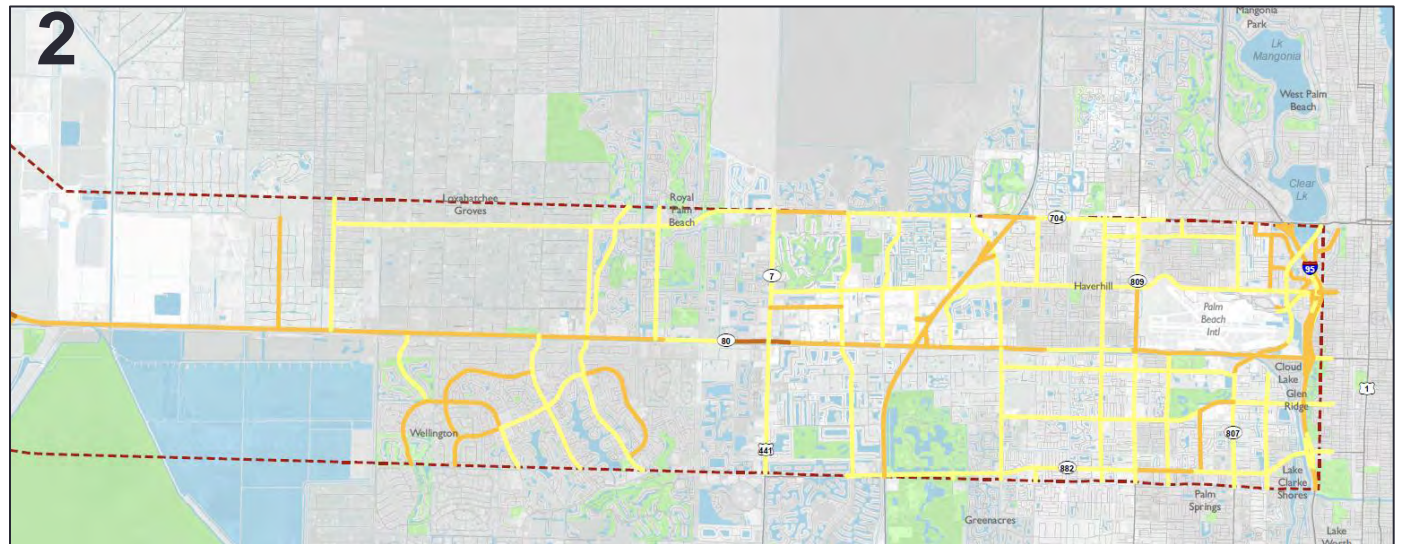 2
Mangonia
Park
Lk
Mangonia
West Palm
Beach
Clear
Lk
Loxahatchee
Groves
Royal
Palm
Beach
704
7
95
809
Haverhill
Palm
Beach
Intl
80
Cloud
Lake
1
Glen
Ridge
Wellington
807
441
882
Lake
Clarke
Shores
Palm
Springs
Greenacres
Lake
Worth